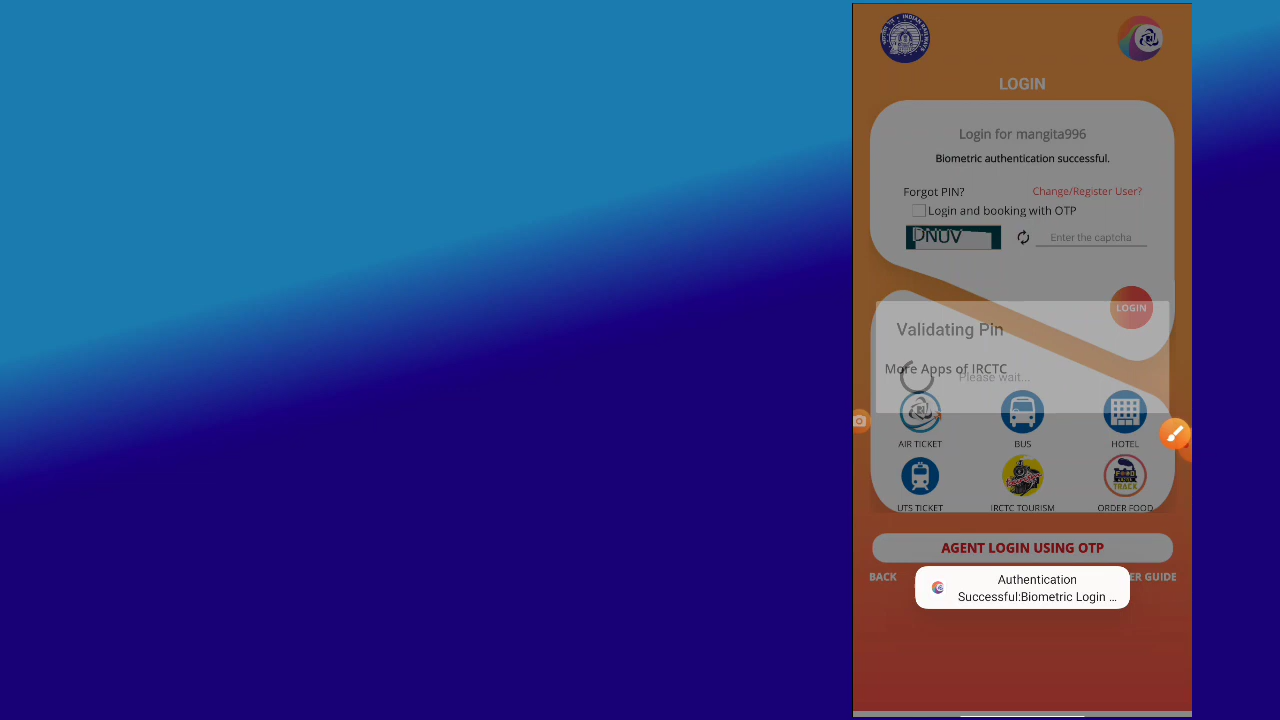 LOGIN
Login for mangita996
Biometric authentication successful.
Forgot PIN? Change/Register User?
Login and booking with OTP
Enter the captcha
LOGIN
Validating Pin
More Apps of IRCTC
Please wait...
AIR TICKET BUS HOTEL
UTS TICKET IRCTC TOURISM ORDER FOOD
AGENT LOGIN USING OTP
BACK ER GUIDE
Authentication
Successful:Biometric Login ...